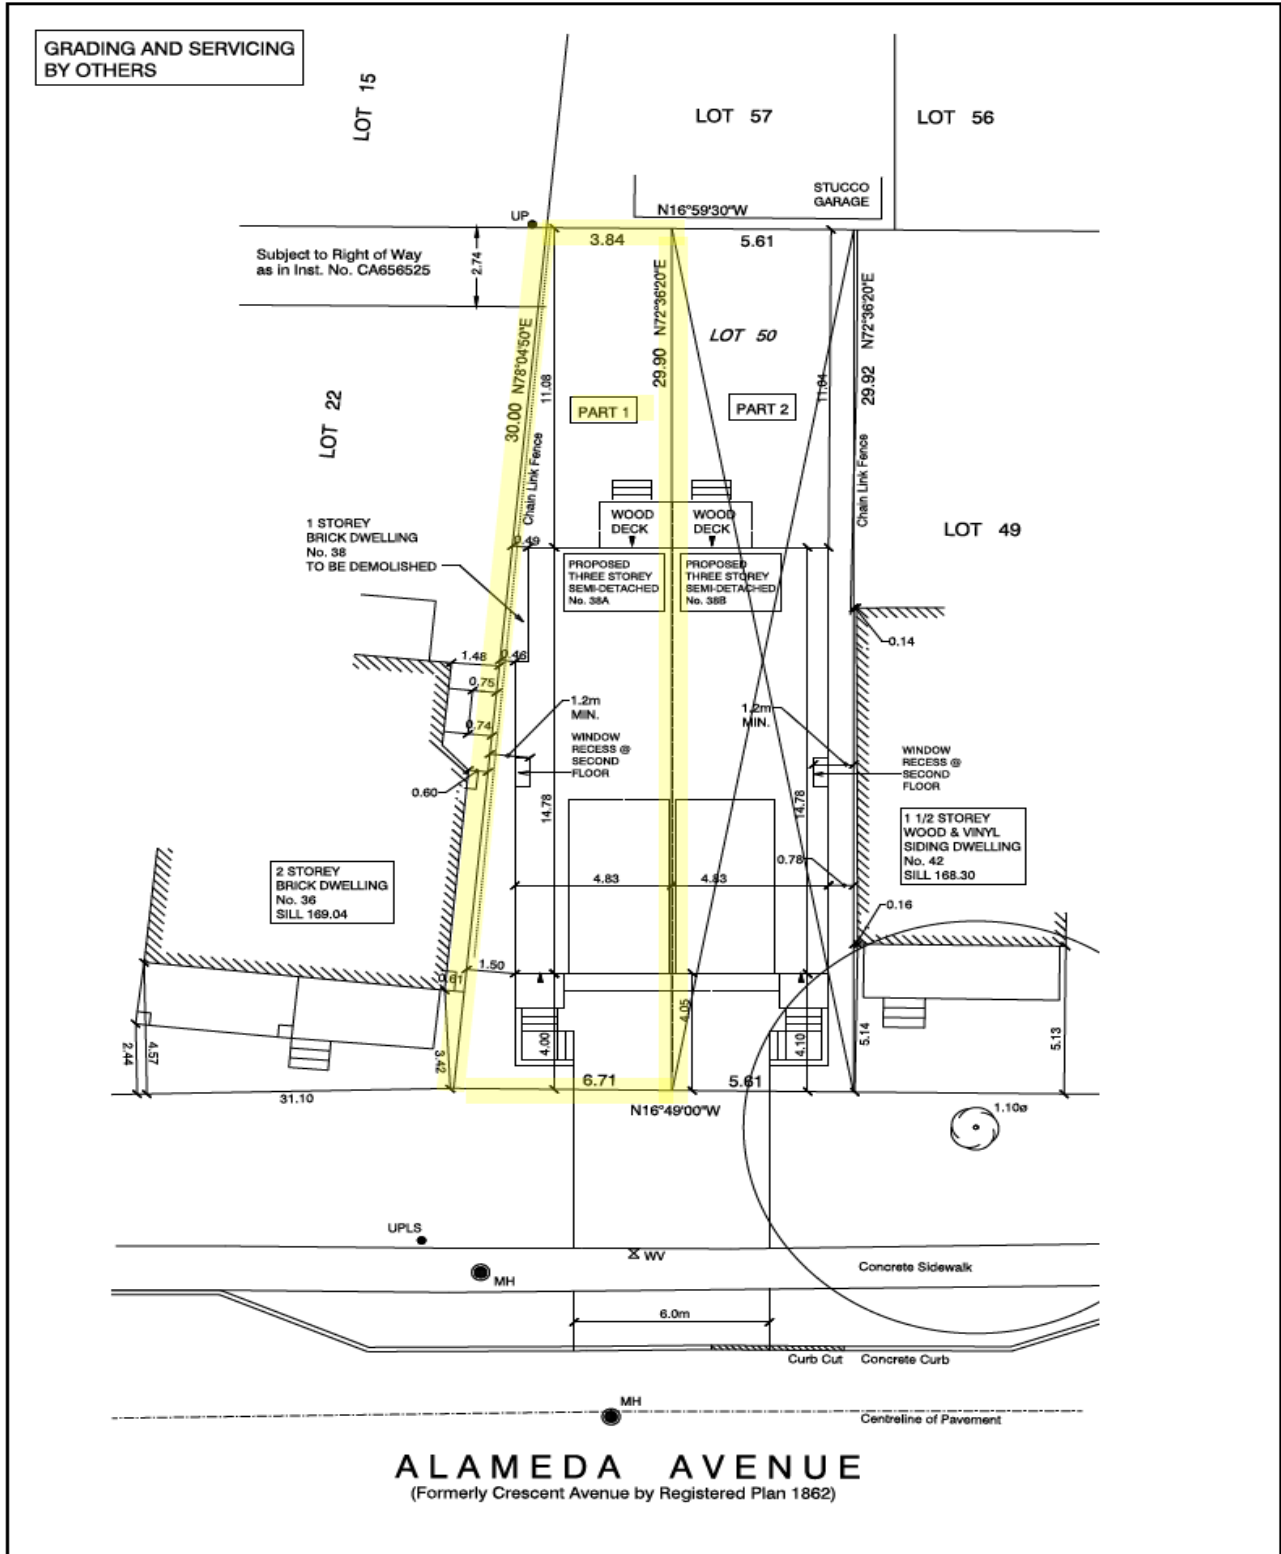 GRADING AND SERVICING
BY OTHERS
LOT 15
LOT 57
LOT 56
STUCCO
GARAGE
UP
N16°59'30"W
3.84
5.61
Subject to Right of Way
as in Inst. No. CA656525
2.74
30.00 N78°04'50"E
11.08
29.90 N72°36'20"E
LOT 50
11.04
29.92 N72°36'20"E
PART 1
PART 2
LOT 22
Chain Link Fence
Chain Link Fence
WOOD
DECK
WOOD
DECK
LOT 49
1 STOREY
BRICK DWELLING
No. 38
TO BE DEMOLISHED
0.49
PROPOSED
THREE STOREY
SEMI-DETACHED
No. 38A
PROPOSED
THREE STOREY
SEMI-DETACHED
No. 38B
0.14
1.48
0.46
0.75
0.74
1.2m
MIN.
1.2m
MIN.
WINDOW
RECESS @
SECOND
FLOOR
WINDOW
RECESS @
SECOND
FLOOR
0.60
14.78
14.78
1 1/2 STOREY
WOOD & VINYL
SIDING DWELLING
No. 42
SILL 168.30
2 STOREY
BRICK DWELLING
No. 36
SILL 169.04
4.83
4.83
0.78
0.16
0.61
1.50
4.05
4.00
4.10
5.14
5.13
2.44
4.57
3.42
31.10
6.71
5.61
N16°49'00"W
1.10ø
UPLS
WV
MH
Concrete Sidewalk
6.0m
Curb Cut
Concrete Curb
MH
Centreline of Pavement
ALAMEDA AVENUE
(Formerly Crescent Avenue by Registered Plan 1862)